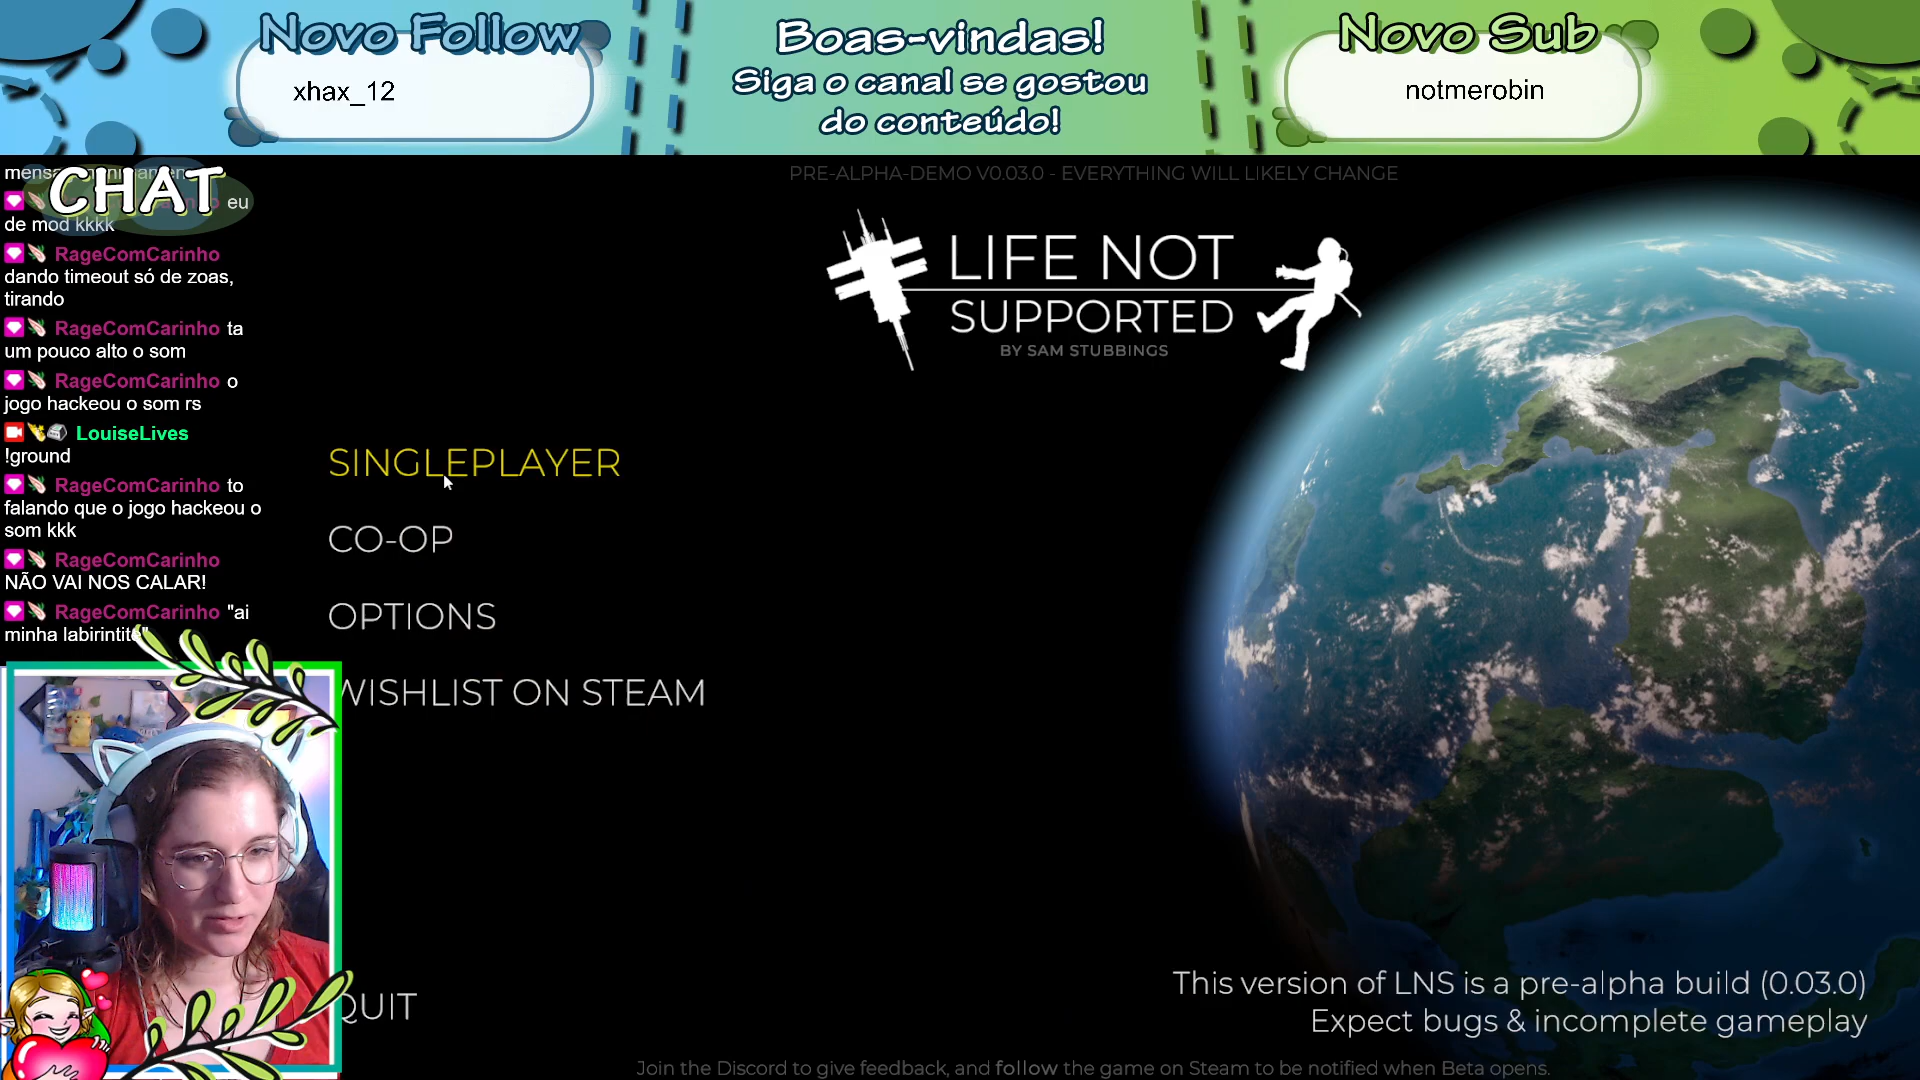 Novo Follow
xhax_12
Boas-vindas!
Siga o canal se gostou
do conteúdo!
Novo Sub
notmerobin
CHAT
eu
de mod kkkk
RageComCarinho
dando timeout só de zoas,
tirando
RageComCarinho ta
um pouco alto o som
RageComCarinho o
jogo hackeou o som rs
LouiseLives
!ground
RageComCarinho to
falando que o jogo hackeou o
som kkk
RageComCarinho
NÃO VAI NOS CALAR!
RageComCarinho "ai
minha labirintite"
PRE-ALPHA-DEMO V0.03.0 - EVERYTHING WILL LIKELY CHANGE
LIFE NOT
SUPPORTED
BY SAM STUBBINGS
SINGLEPLAYER
CO-OP
OPTIONS
WISHLIST ON STEAM
QUIT
This version of LNS is a pre-alpha build (0.03.0)
Expect bugs & incomplete gameplay
Join the Discord to give feedback, and follow the game on Steam to be notified when Beta opens.